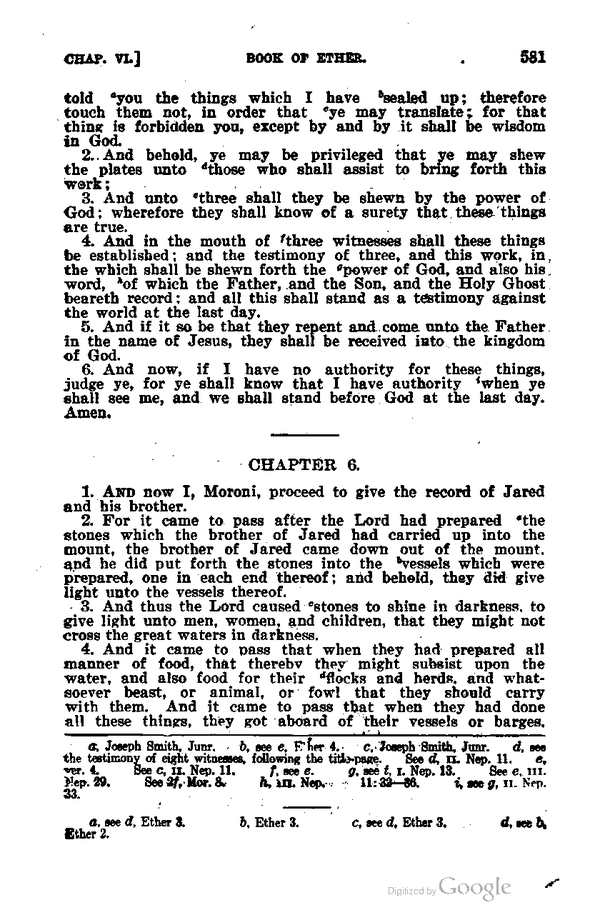 CHAP. VI.] BOOK OF ETHER. 581
told ᵃyou the things which I have ᵇsealed up; therefore
touch them not, in order that ᶜye may translate; for that
thing is forbidden you, except by and by it shall be wisdom
in God.
2. And behold, ye may be privileged that ye may shew
the plates unto ᵈthose who shall assist to bring forth this
work;
3. And unto ᵉthree shall they be shewn by the power of
God; wherefore they shall know of a surety that these things
are true.
4. And in the mouth of ᶠthree witnesses shall these things
be established; and the testimony of three, and this work, in
the which shall be shewn forth the ᵍpower of God, and also his
word, ʰof which the Father, and the Son, and the Holy Ghost
beareth record; and all this shall stand as a testimony against
the world at the last day.
5. And if it so be that they repent and come unto the Father
in the name of Jesus, they shall be received into the kingdom
of God.
6. And now, if I have no authority for these things,
judge ye, for ye shall know that I have authority ⁱwhen ye
shall see me, and we shall stand before God at the last day.
Amen.
CHAPTER 6.
1. AND now I, Moroni, proceed to give the record of Jared
and his brother.
2. For it came to pass after the Lord had prepared ᵃthe
stones which the brother of Jared had carried up into the
mount, the brother of Jared came down out of the mount,
and he did put forth the stones into the ᵇvessels which were
prepared, one in each end thereof; and behold, they did give
light unto the vessels thereof.
3. And thus the Lord caused ᶜstones to shine in darkness, to
give light unto men, women, and children, that they might not
cross the great waters in darkness.
4. And it came to pass that when they had prepared all
manner of food, that thereby they might subsist upon the
water, and also food for their ᵈflocks and herds, and what-
soever beast, or animal, or fowl that they should carry
with them. And it came to pass that when they had done
all these things, they got aboard of their vessels or barges,
a, Joseph Smith, Junr. b, see e, Ether 4. c, Joseph Smith, Junr. d, see
the testimony of eight witnesses, following the title-page. See d, II. Nep. 11. e,
ver. 4. See c, II. Nep. 11. f, see e. g, see i, I. Nep. 13. See e, III.
Nep. 29. See 2f, Mor. 8. h, III. Nep. 11: 32—36. i, see g, II. Nep.
33.
a, see d, Ether 3. b, Ether 3. c, see d, Ether 3. d, see b,
Ether 2.
Digitized by Google